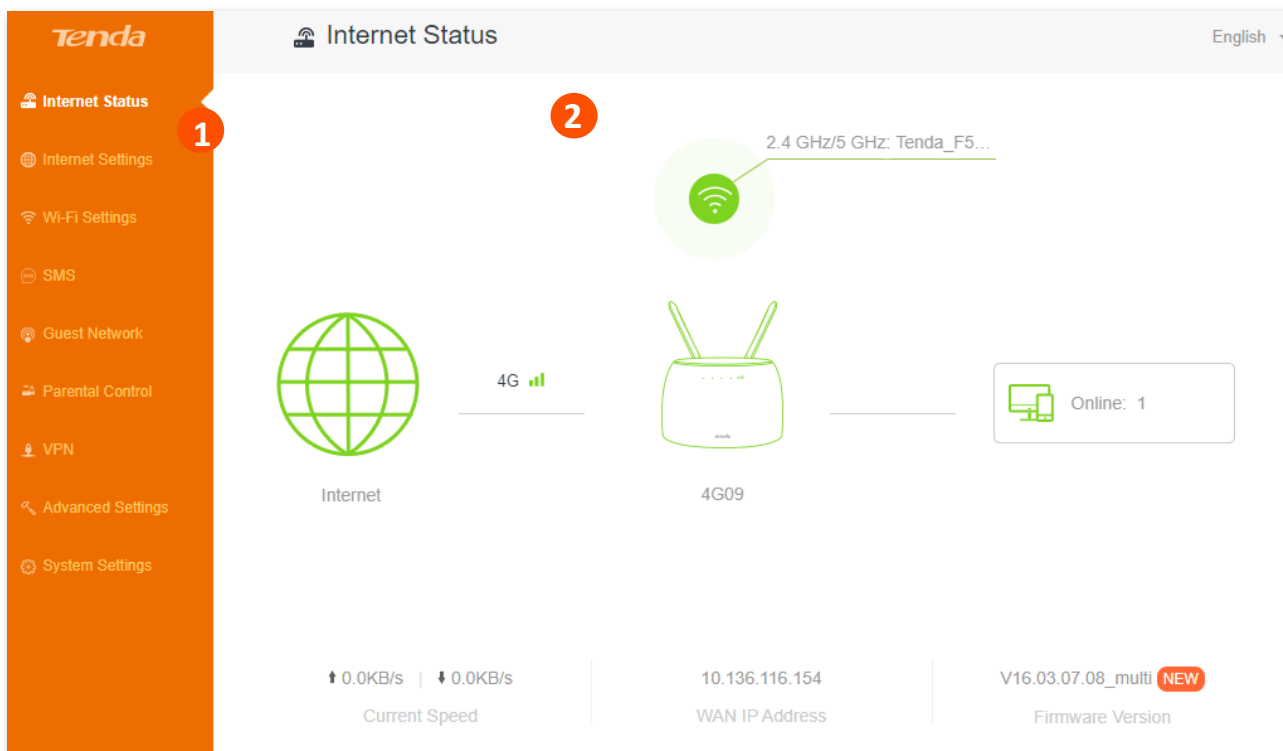 Tenda
Internet Status
English
Internet Status
1
2
2.4 GHz/5 GHz: Tenda_F5...
Internet Settings
Wi-Fi Settings
SMS
Guest Network
Parental Control
VPN
Advanced Settings
System Settings
4G
Online: 1
Internet
4G09
0.0KB/s | 0.0KB/s
Current Speed
10.136.116.154
WAN IP Address
V16.03.07.08_multi NEW
Firmware Version